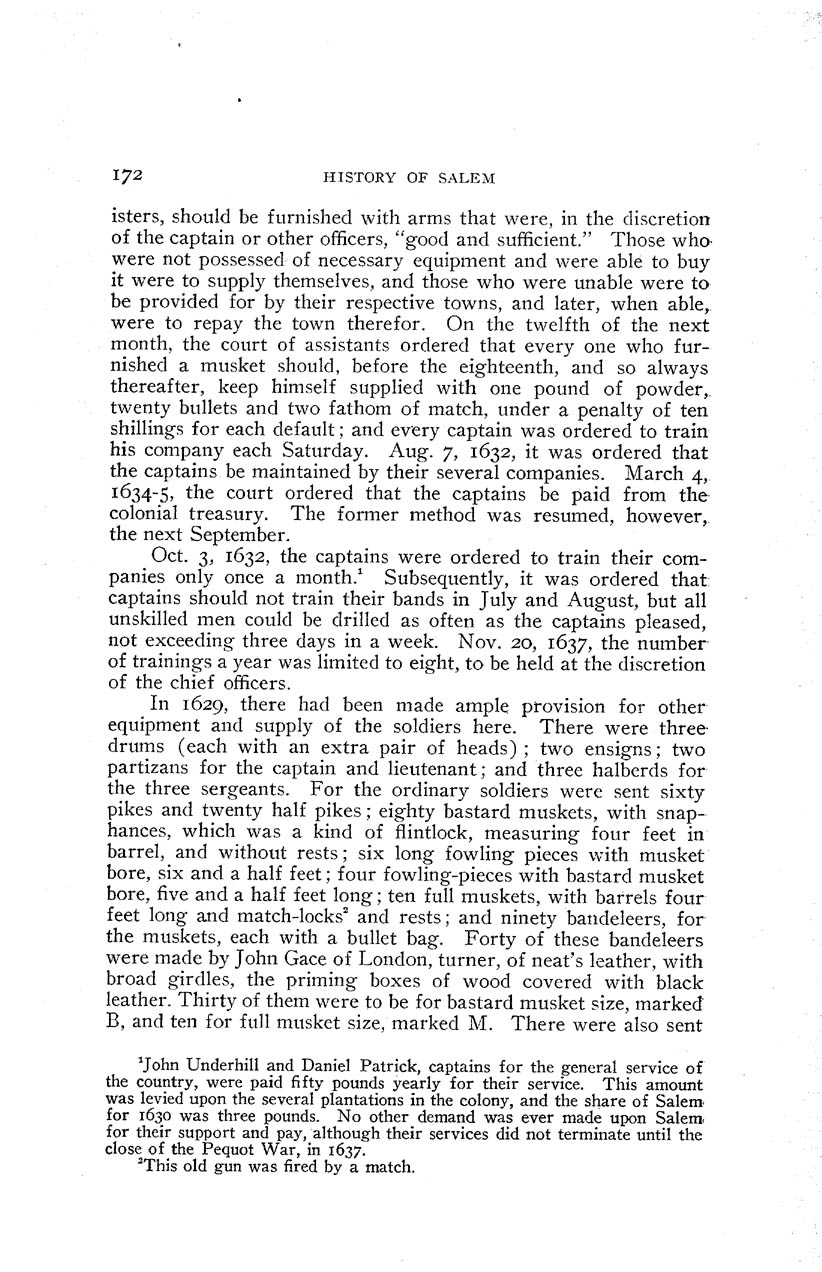 172 HISTORY OF SALEM
isters, should be furnished with arms that were, in the discretion
of the captain or other officers, “good and sufficient.” Those who
were not possessed of necessary equipment and were able to buy
it were to supply themselves, and those who were unable were to
be provided for by their respective towns, and later, when able,
were to repay the town therefor. On the twelfth of the next
month, the court of assistants ordered that every one who fur-
nished a musket should, before the eighteenth, and so always
thereafter, keep himself supplied with one pound of powder,
twenty bullets and two fathom of match, under a penalty of ten
shillings for each default; and every captain was ordered to train
his company each Saturday. Aug. 7, 1632, it was ordered that
the captains be maintained by their several companies. March 4,
1634-5, the court ordered that the captains be paid from the
colonial treasury. The former method was resumed, however,
the next September.
Oct. 3, 1632, the captains were ordered to train their com-
panies only once a month.¹ Subsequently, it was ordered that
captains should not train their bands in July and August, but all
unskilled men could be drilled as often as the captains pleased,
not exceeding three days in a week. Nov. 20, 1637, the number
of trainings a year was limited to eight, to be held at the discretion
of the chief officers.
In 1629, there had been made ample provision for other
equipment and supply of the soldiers here. There were three
drums (each with an extra pair of heads) ; two ensigns; two
partizans for the captain and lieutenant; and three halberds for
the three sergeants. For the ordinary soldiers were sent sixty
pikes and twenty half pikes; eighty bastard muskets, with snap-
hances, which was a kind of flintlock, measuring four feet in
barrel, and without rests; six long fowling pieces with musket
bore, six and a half feet; four fowling-pieces with bastard musket
bore, five and a half feet long; ten full muskets, with barrels four
feet long and match-locks² and rests; and ninety bandeleers, for
the muskets, each with a bullet bag. Forty of these bandeleers
were made by John Gace of London, turner, of neat's leather, with
broad girdles, the priming boxes of wood covered with black
leather. Thirty of them were to be for bastard musket size, marked
B, and ten for full musket size, marked M. There were also sent
¹John Underhill and Daniel Patrick, captains for the general service of
the country, were paid fifty pounds yearly for their service. This amount
was levied upon the several plantations in the colony, and the share of Salem
for 1630 was three pounds. No other demand was ever made upon Salem
for their support and pay, although their services did not terminate until the
close of the Pequot War, in 1637.
²This old gun was fired by a match.